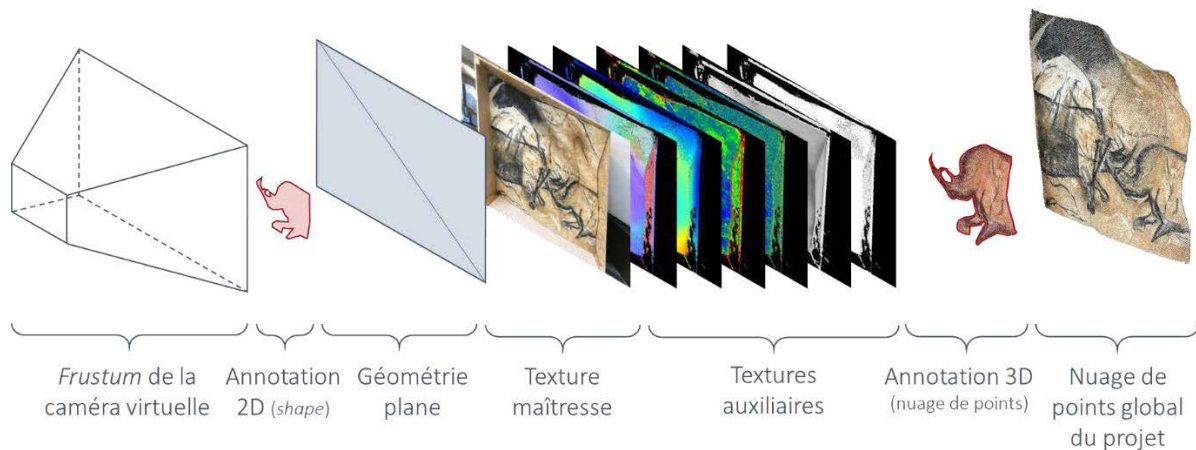 Frustum de la
caméra virtuelle
Annotation
2D (shape)
Géométrie
plane
Texture
maîtresse
Textures
auxiliaires
Annotation 3D
(nuage de points)
Nuage de
points global
du projet